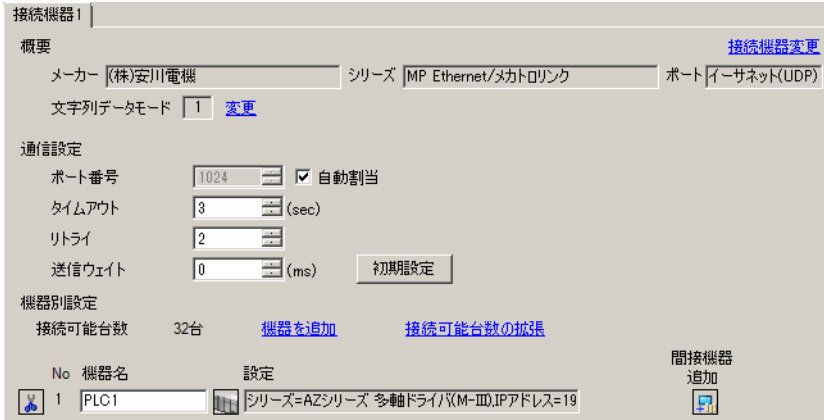 接続機器1
概要
接続機器変更
メーカー (株)安川電機 シリーズ MP Ethernet/メカトロリンク ポート イーサネット(UDP)
文字列データモード 1 変更
通信設定
ポート番号 1024 自動割当
タイムアウト 3 (sec)
リトライ 2
送信ウェイト 0 (ms) 初期設定
機器別設定
接続可能台数 32台 機器を追加 接続可能台数の拡張
間接機器
No 機器名 設定 追加
1 PLC1 シリーズ=AZシリーズ 多軸ドライバ(M-Ⅲ),IPアドレス=19